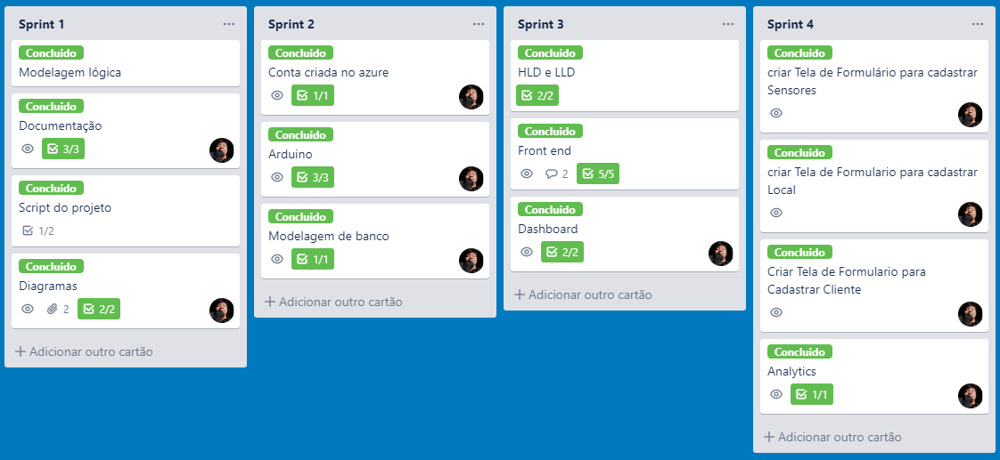 Sprint 1
Concluido
Modelagem lógica
Concluido
Documentação
3/3
Concluido
Script do projeto
1/2
Concluido
Diagramas
2 2/2
+ Adicionar outro cartão
Sprint 2
Concluido
Conta criada no azure
1/1
Concluido
Arduino
3/3
Concluido
Modelagem de banco
1/1
+ Adicionar outro cartão
Sprint 3
Concluido
HLD e LLD
2/2
Concluido
Front end
2 5/5
Concluido
Dashboard
2/2
+ Adicionar outro cartão
Sprint 4
Concluido
criar Tela de Formulário para cadastrar
Sensores
Concluido
criar Tela de Formulario para cadastrar
Local
Concluido
Criar Tela de Formulario para
Cadastrar Cliente
Concluido
Analytics
1/1
+ Adicionar outro cartão